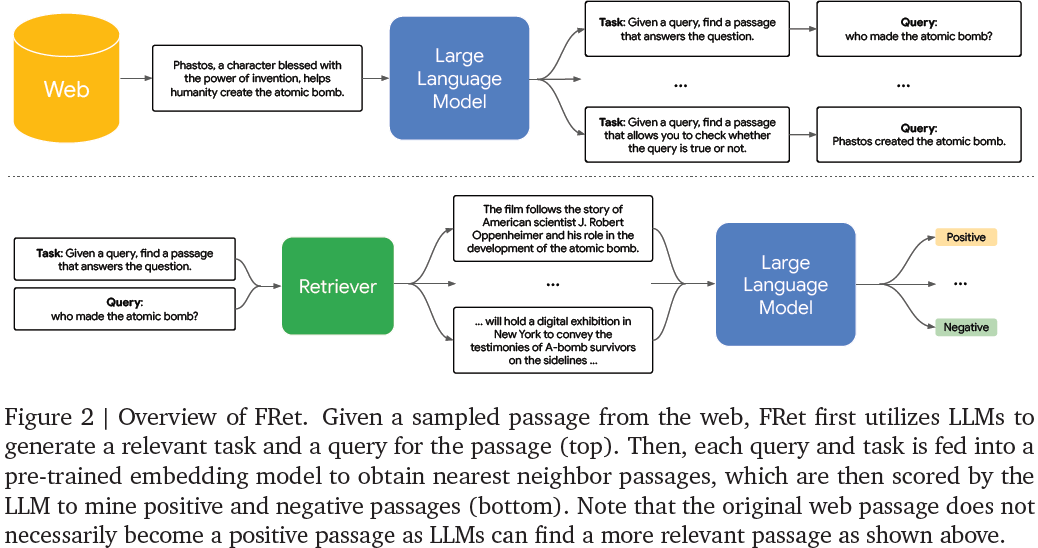 Web
Phastos, a character blessed with
the power of invention, helps
humanity create the atomic bomb.
Large
Language
Model
Task: Given a query, find a passage
that answers the question.
Query:
who made the atomic bomb?
...
...
Task: Given a query, find a passage
that allows you to check whether
the query is true or not.
Query:
Phastos created the atomic bomb.
Task: Given a query, find a passage
that answers the question.
Query:
who made the atomic bomb?
Retriever
The film follows the story of
American scientist J. Robert
Oppenheimer and his role in the
development of the atomic bomb.
...
... will hold a digital exhibition in
New York to convey the
testimonies of A-bomb survivors
on the sidelines ...
Large
Language
Model
Positive
...
Negative
Figure 2 | Overview of FRet. Given a sampled passage from the web, FRet first utilizes LLMs to
generate a relevant task and a query for the passage (top). Then, each query and task is fed into a
pre-trained embedding model to obtain nearest neighbor passages, which are then scored by the
LLM to mine positive and negative passages (bottom). Note that the original web passage does not
necessarily become a positive passage as LLMs can find a more relevant passage as shown above.